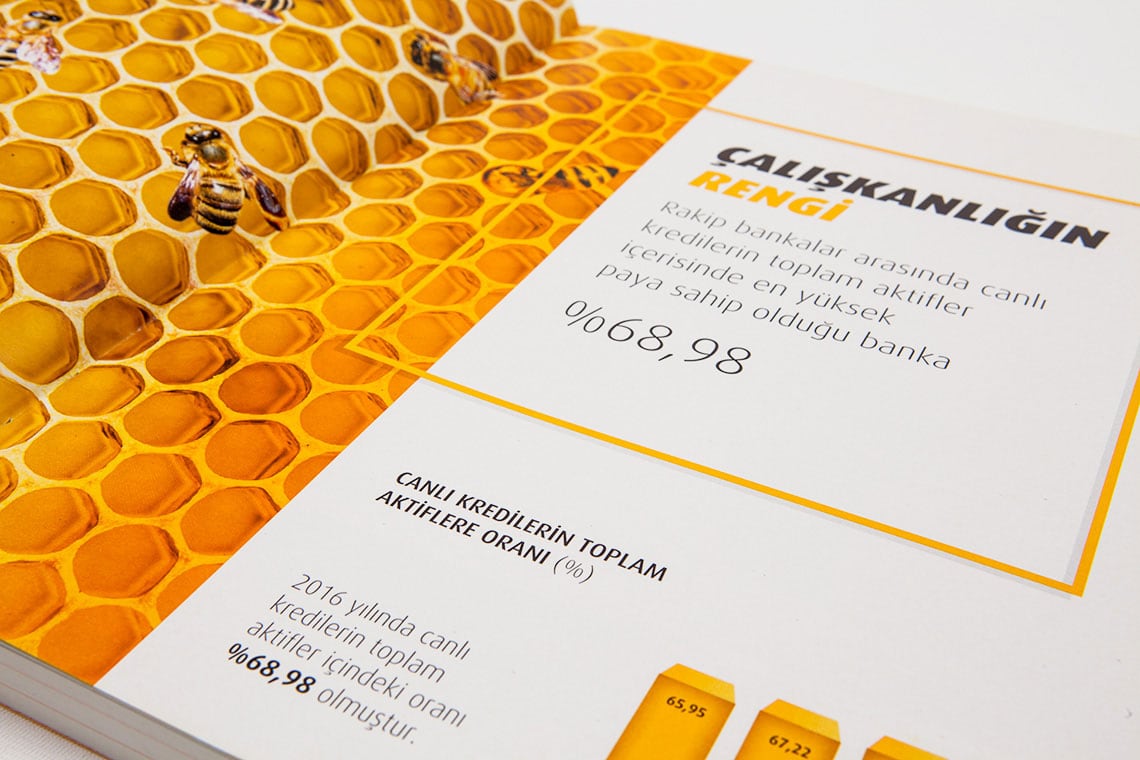 ÇALIŞKANLIĞIN
RENGİ
Rakip bankalar arasında canlı
kredilerin toplam aktifler
içerisinde en yüksek
paya sahip olduğu banka
%68,98
CANLI KREDİLERİN TOPLAM
AKTİFLERE ORANI (%)
2016 yılında canlı
kredilerin toplam
aktifler içindeki oranı
%68,98 olmuştur.
65,95
67,22